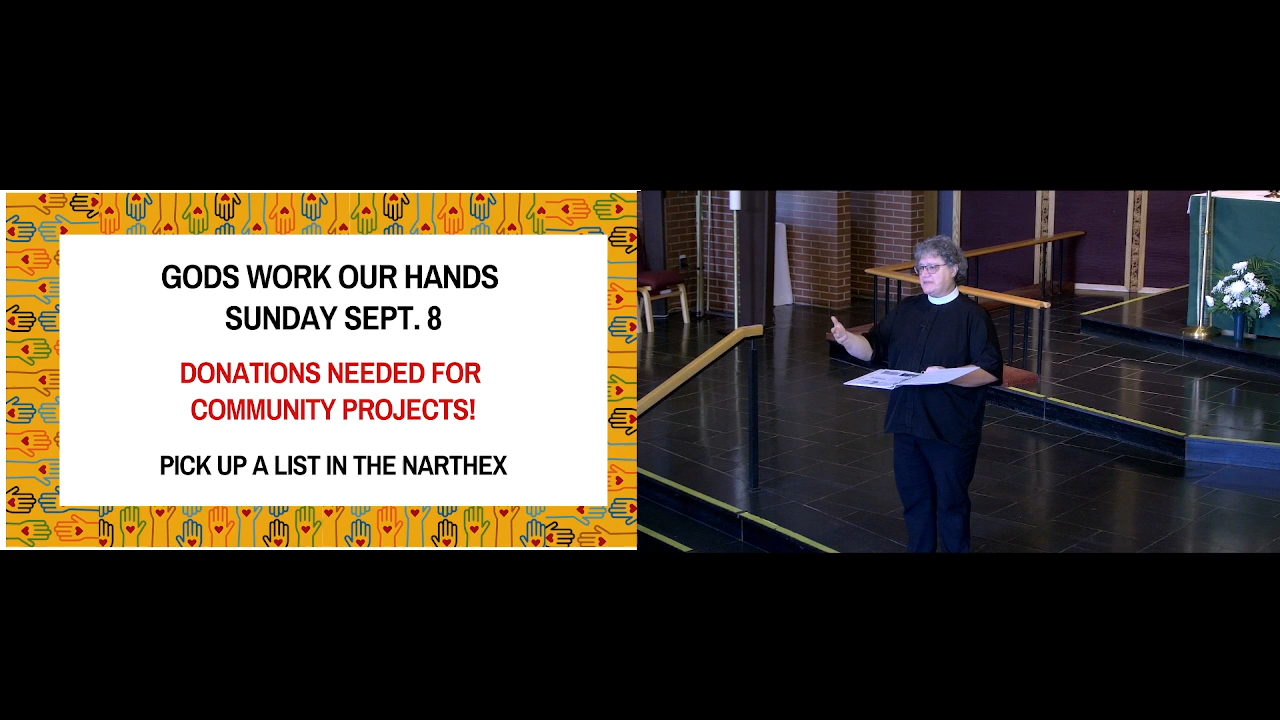 GODS WORK OUR HANDS
SUNDAY SEPT. 8
DONATIONS NEEDED FOR
COMMUNITY PROJECTS!
PICK UP A LIST IN THE NARTHEX